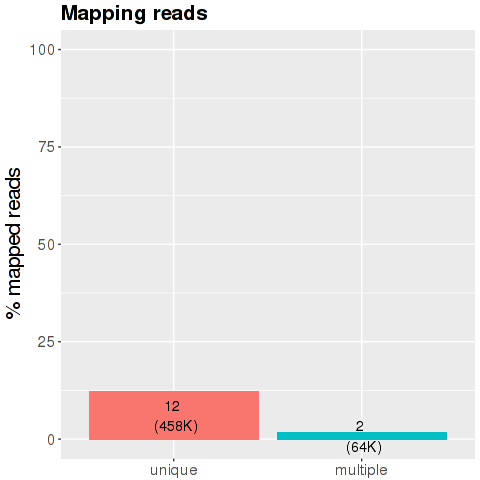 Mapping reads
% mapped reads
100
75
50
25
0
12
(458K)
2
(64K)
unique
multiple